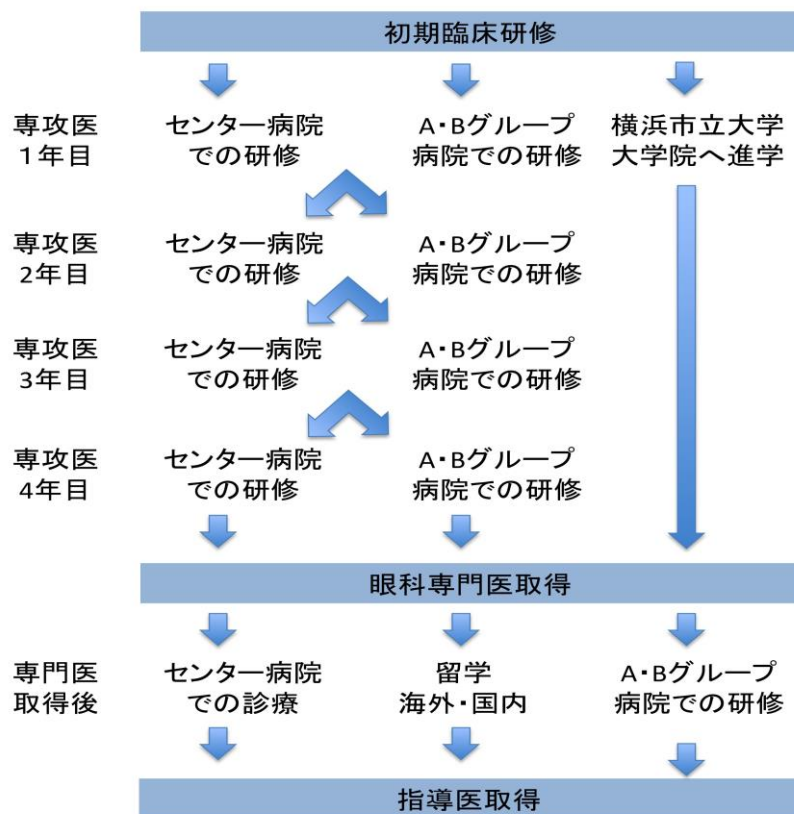 初期臨床研修
専攻医
1年目
センター病院
での研修
A・Bグループ
病院での研修
横浜市立大学
大学院へ進学
専攻医
2年目
センター病院
での研修
A・Bグループ
病院での研修
専攻医
3年目
センター病院
での研修
A・Bグループ
病院での研修
専攻医
4年目
センター病院
での研修
A・Bグループ
病院での研修
眼科専門医取得
専門医
取得後
センター病院
での診療
留学
海外・国内
A・Bグループ
病院での研修
指導医取得